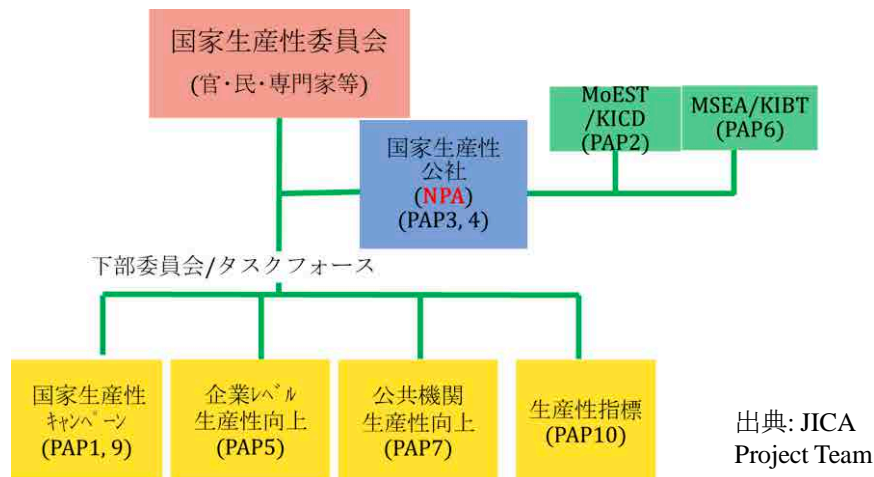 国家生産性委員会
(官・民・専門家等)
MoEST
/KICD
(PAP2)
MSEA/KIBT
(PAP6)
国家生産性
公社
(NPA)
(PAP3, 4)
下部委員会/タスクフォース
国家生産性
ｷｬﾝﾍﾟｰﾝ
(PAP1, 9)
企業ﾚﾍﾞﾙ
生産性向上
(PAP5)
公共機関
生産性向上
(PAP7)
生産性指標
(PAP10)
出典: JICA
Project Team